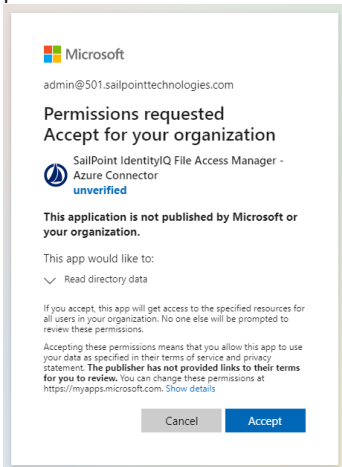 Microsoft
admin@501.sailpointtechnologies.com
Permissions requested
Accept for your organization
SailPoint IdentityIQ File Access Manager -
Azure Connector
unverified
This application is not published by Microsoft or
your organization.
This app would like to:
Read directory data
If you accept, this app will get access to the specified resources for
all users in your organization. No one else will be prompted to
review these permissions.
Accepting these permissions means that you allow this app to use
your data as specified in their terms of service and privacy
statement. The publisher has not provided links to their terms
for you to review. You can change these permissions at
https://myapps.microsoft.com. Show details
Cancel Accept